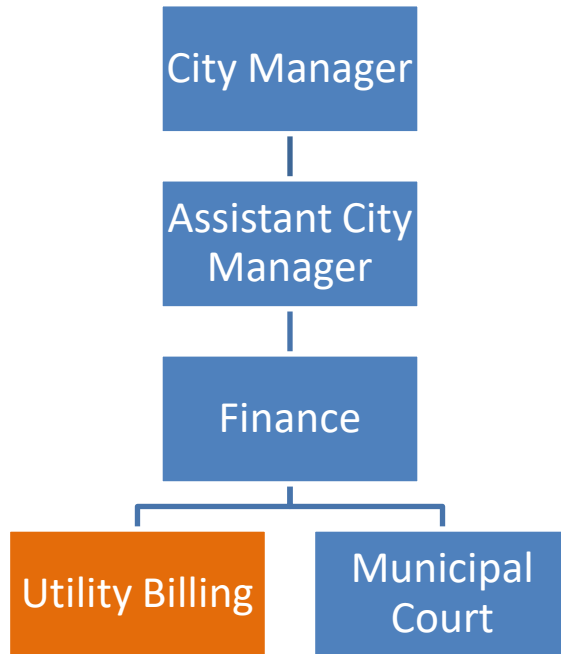 City Manager
Assistant City
Manager
Finance
Utility Billing
Municipal
Court